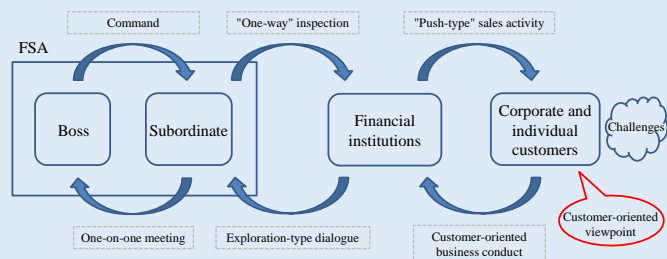 Command
"One-way" inspection
"Push-type" sales activity
FSA
Boss
Subordinate
Financial
institutions
Corporate and
individual
customers
Challenges
One-on-one meeting
Exploration-type dialogue
Customer-oriented
business conduct
Customer-oriented
viewpoint